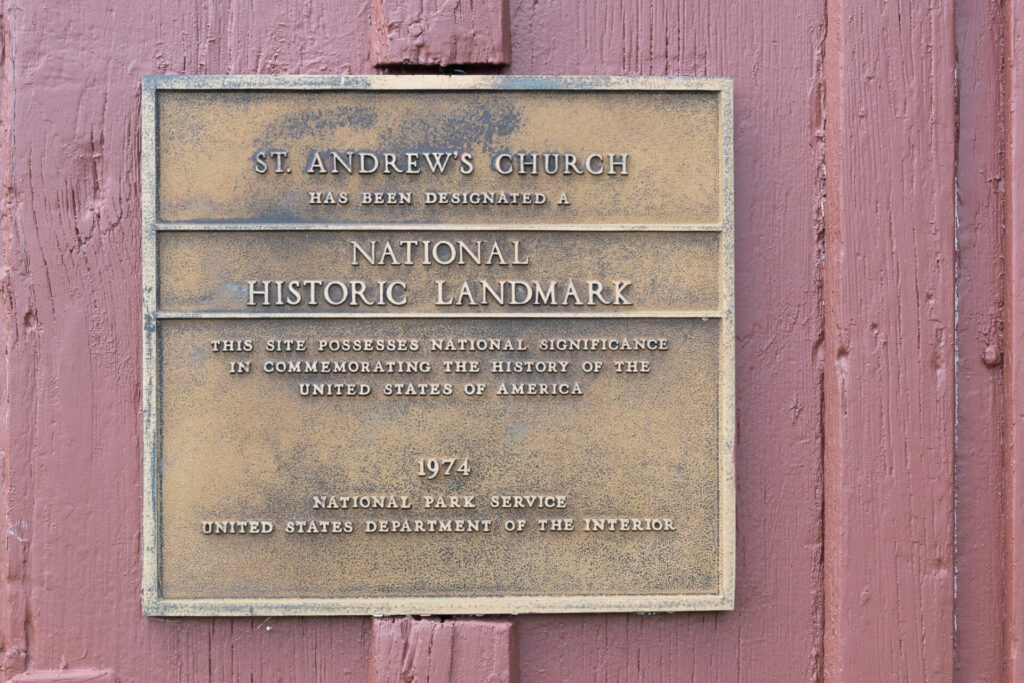 ST. ANDREW'S CHURCH
HAS BEEN DESIGNATED A
NATIONAL
HISTORIC LANDMARK
THIS SITE POSSESSES NATIONAL SIGNIFICANCE
IN COMMEMORATING THE HISTORY OF THE
UNITED STATES OF AMERICA
1974
NATIONAL PARK SERVICE
UNITED STATES DEPARTMENT OF THE INTERIOR